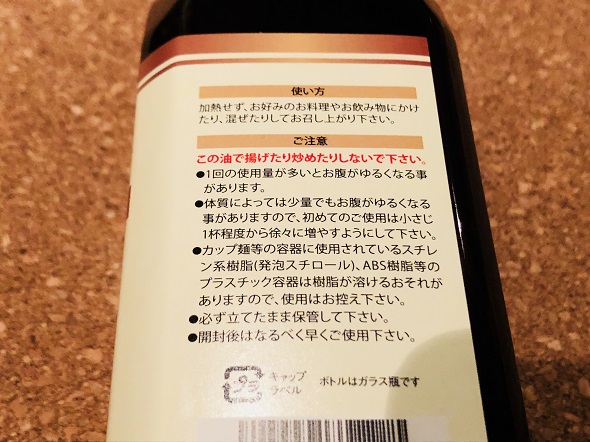 使い方
加熱せず、お好みのお料理やお飲み物にかけ
たり、混ぜたりしてお召し上がり下さい。
ご注意
この油で揚げたり炒めたりしないで下さい。
●1回の使用量が多いとお腹がゆるくなる事
があります。
●体質によっては少量でもお腹がゆるくなる
事がありますので、初めてのご使用は小さじ
1杯程度から徐々に増やすようにして下さい。
●カップ麺等の容器に使用されているスチレ
ン系樹脂(発泡スチロール)、ABS樹脂等の
プラスチック容器は樹脂が溶けるおそれが
ありますので、使用はお控え下さい。
●必ず立てたまま保管して下さい。
●開封後はなるべく早くご使用下さい。
プラ
キャップ
ラベル
ボトルはガラス瓶です